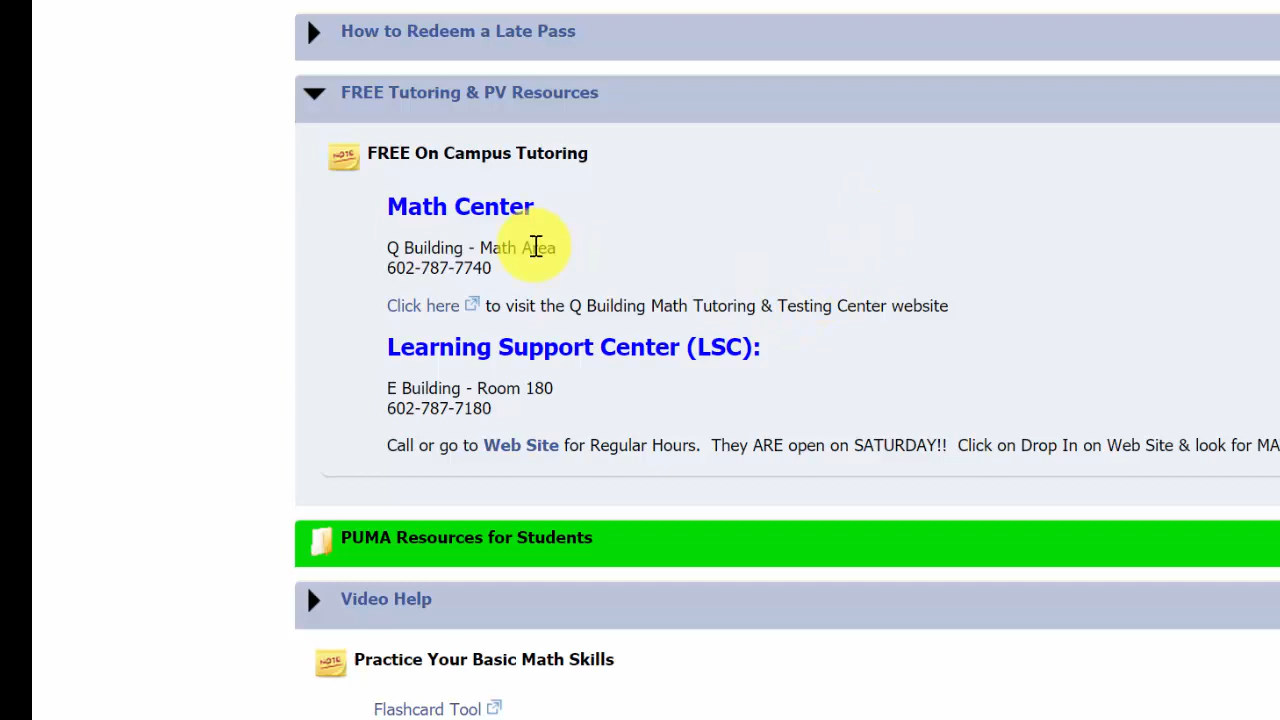 How to Redeem a Late Pass
FREE Tutoring & PV Resources
NOTE FREE On Campus Tutoring
Math Center
Q Building - Math Area
602-787-7740
Click here to visit the Q Building Math Tutoring & Testing Center website
Learning Support Center (LSC):
E Building - Room 180
602-787-7180
Call or go to Web Site for Regular Hours. They ARE open on SATURDAY!! Click on Drop In on Web Site & look for MA
PUMA Resources for Students
Video Help
NOTE Practice Your Basic Math Skills
Flashcard Tool